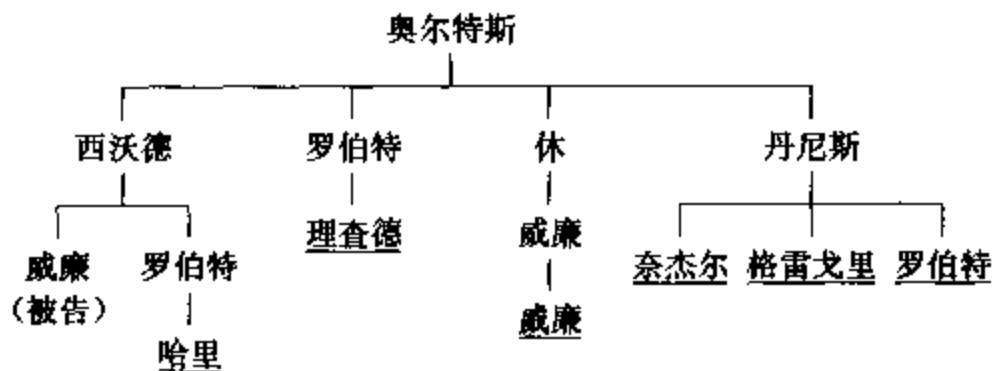 奥尔特斯
西沃德 罗伯特 休 丹尼斯
理查德 威廉 奈杰尔 格雷戈里 罗伯特
威廉 罗伯特
（被告） 威廉
哈里